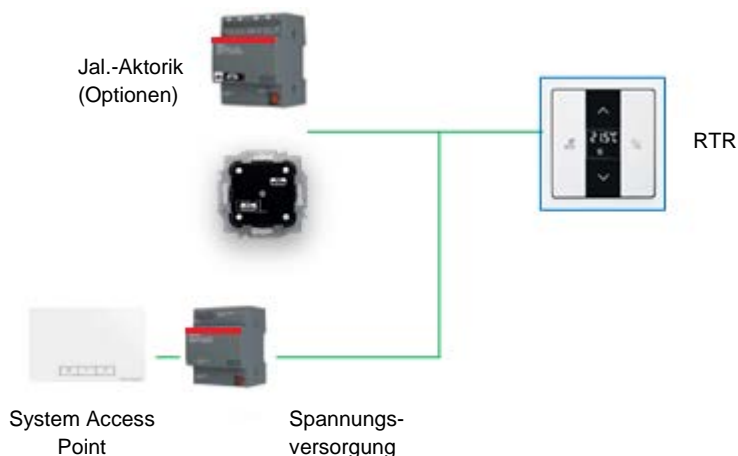 Jal.-Aktorik
(Optionen)
RTR
System Access
Point
Spannungs-
versorgung